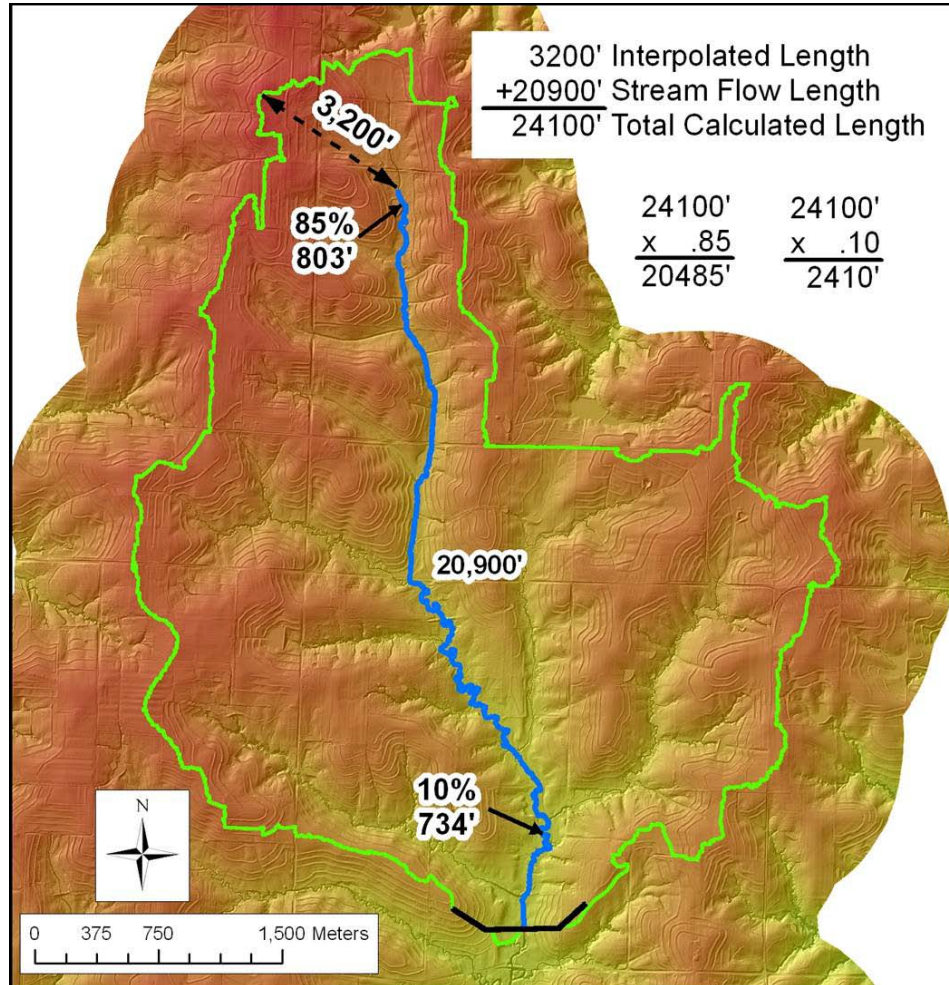 3200' Interpolated Length
+20900' Stream Flow Length
24100' Total Calculated Length
24100'
x .85
20485'
24100'
x .10
2410'
3,200'
85%
803'
20,900'
10%
734'
N
0 375 750 1,500 Meters